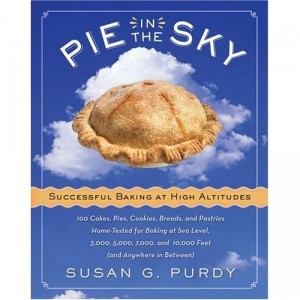 PIE IN THE SKY
SUCCESSFUL BAKING AT HIGH ALTITUDES
100 Cakes, Pies, Cookies, Breads, and Pastries
Home-Tested for Baking at Sea Level,
3,000, 5,000, 7,000, and 10,000 Feet
(and Anywhere in Between)
SUSAN G. PURDY